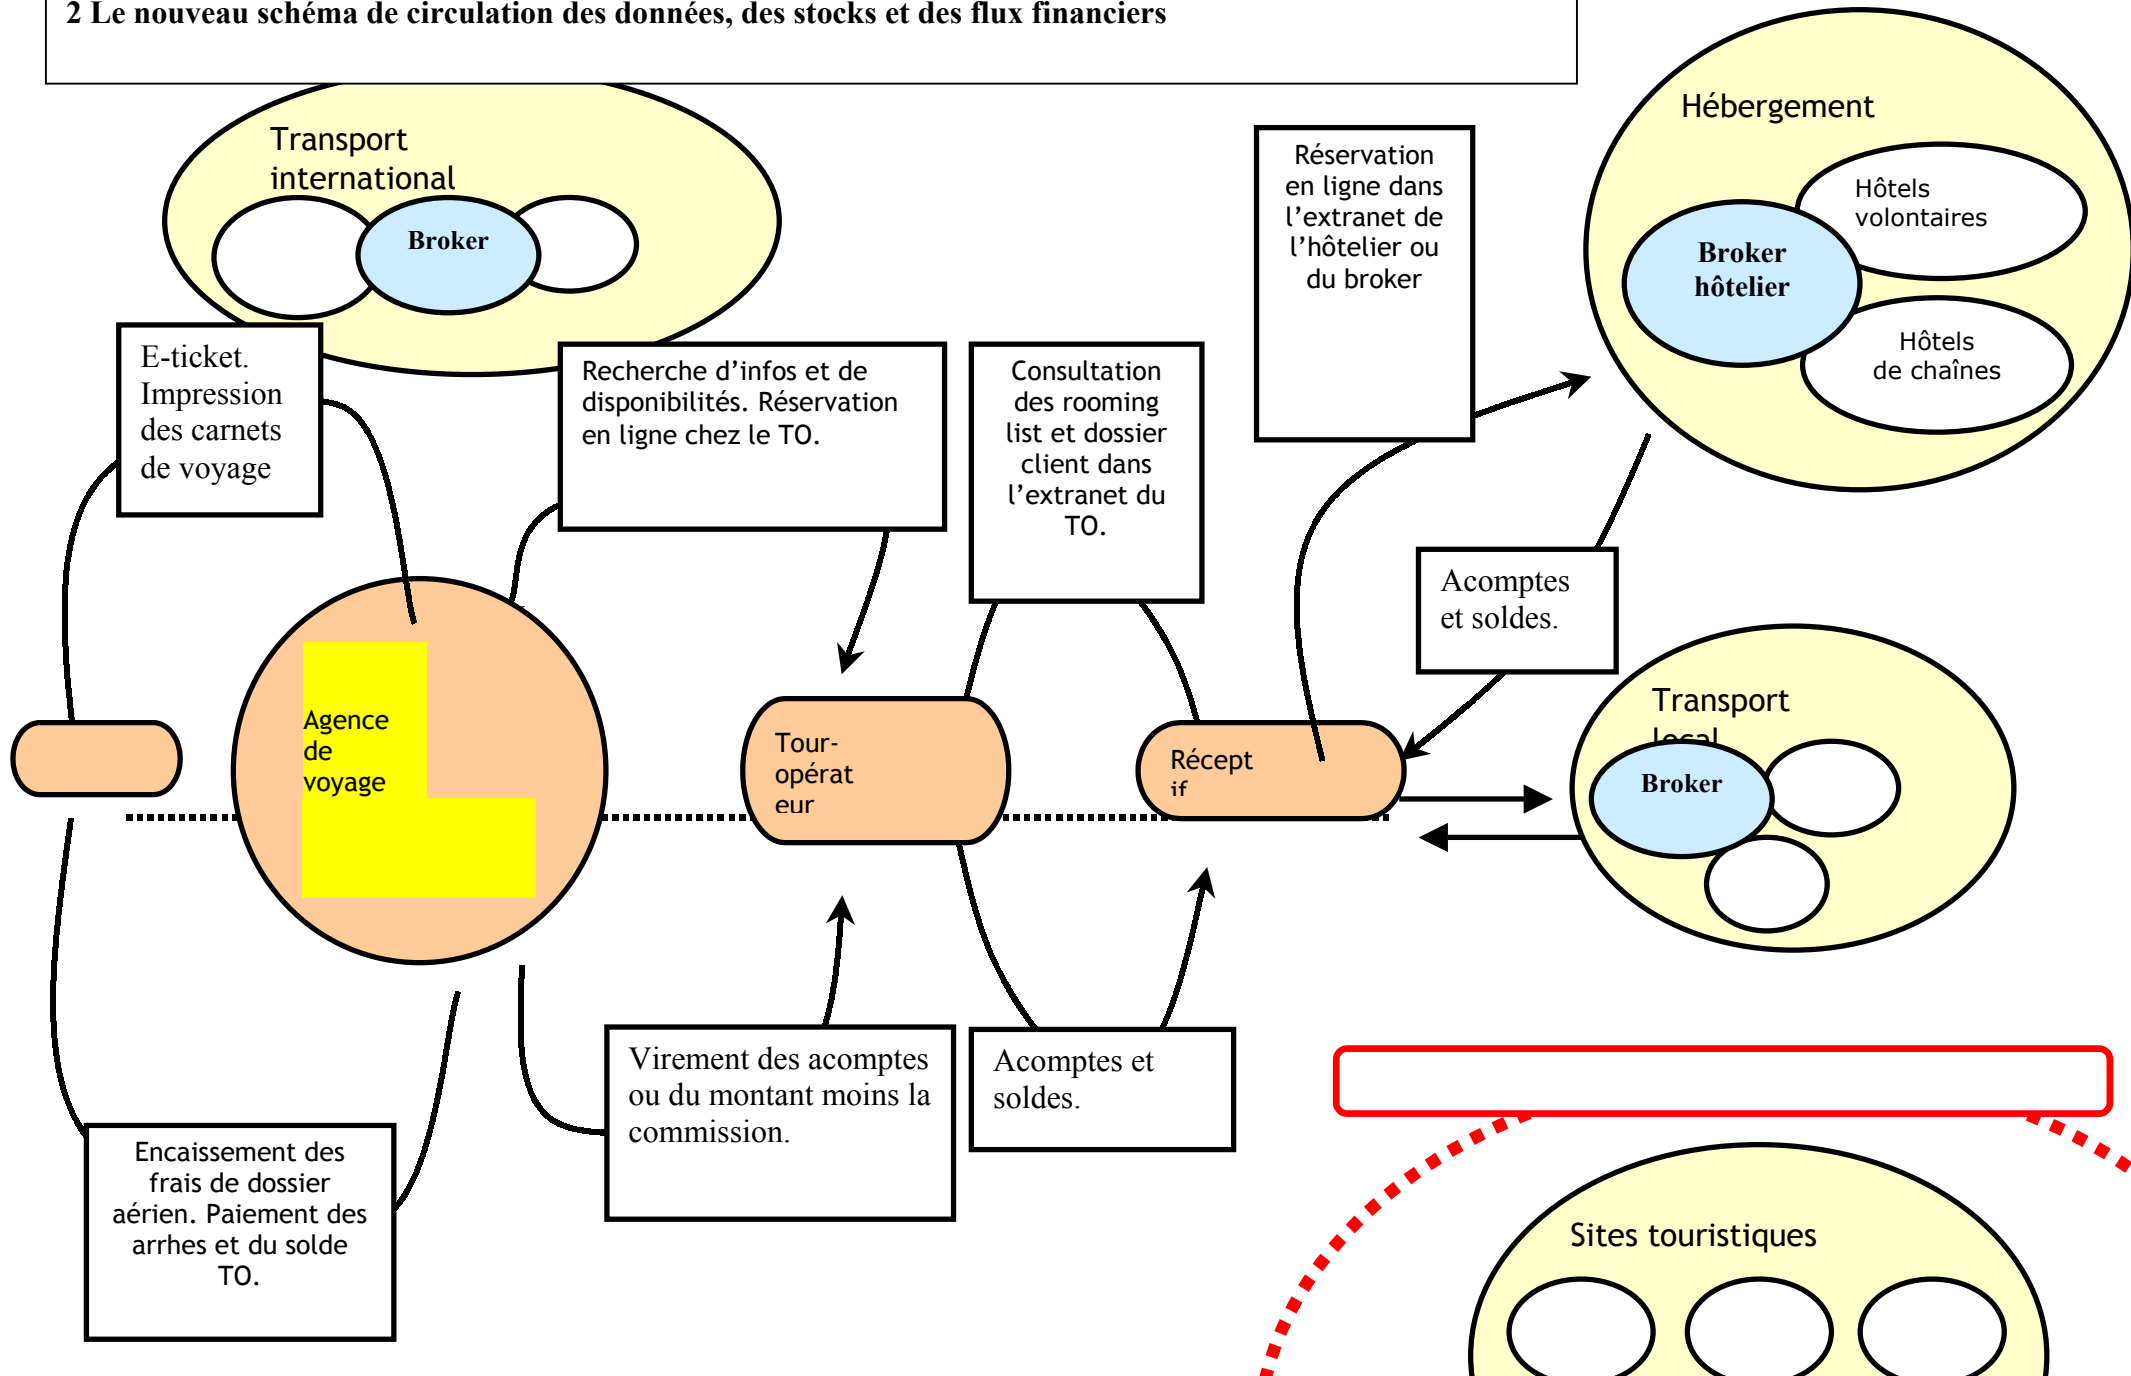 2 Le nouveau schéma de circulation des données, des stocks et des flux financiers
Transport
international
Broker
Hébergement
Hôtels
volontaires
Broker
hôtelier
Hôtels
de chaînes
Réservation
en ligne dans
l’extranet de
l’hôtelier ou
du broker
E-ticket.
Impression
des carnets
de voyage
Recherche d’infos et de
disponibilités. Réservation
en ligne chez le TO.
Consultation
des rooming
list et dossier
client dans
l’extranet du
TO.
Acomptes
et soldes.
Agence
de
voyage
Tour-
opérat
eur
Récept
if
Transport
local
Broker
Virement des acomptes
ou du montant moins la
commission.
Acomptes et
soldes.
Encaissement des
frais de dossier
aérien. Paiement des
arrhes et du solde
TO.
Sites touristiques